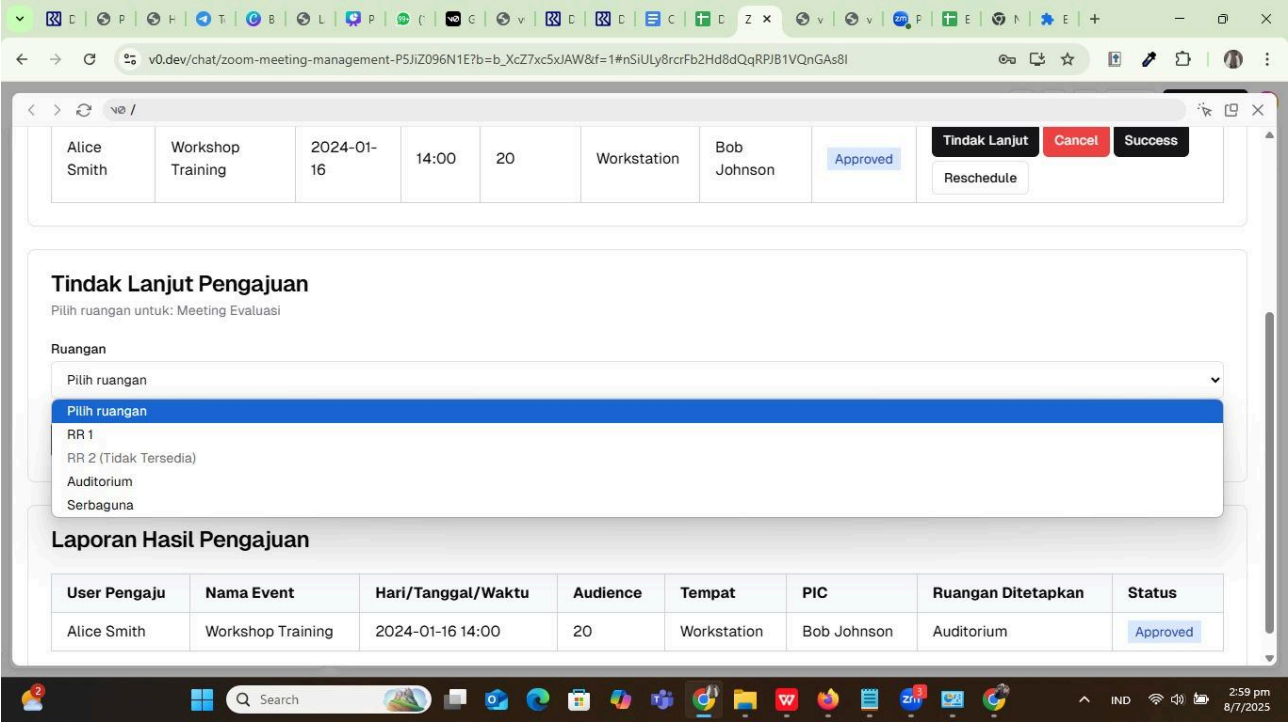 v0.dev/chat/zoom-meeting-management-P5JiZ096N1E?b=b_XcZ7xc5xJAW&f=1#nSiULy8rcrFb2Hd8dQqRPJB1VQnGAs8I
v0 /
Alice Smith Workshop Training 2024-01-16 14:00 20 Workstation Bob Johnson Approved Tindak Lanjut Cancel Success
Reschedule
Tindak Lanjut Pengajuan
Pilih ruangan untuk: Meeting Evaluasi
Ruangan
Pilih ruangan
Pilih ruangan
RR 1
RR 2 (Tidak Tersedia)
Auditorium
Serbaguna
Laporan Hasil Pengajuan
User Pengaju Nama Event Hari/Tanggal/Waktu Audience Tempat PIC Ruangan Ditetapkan Status
Alice Smith Workshop Training 2024-01-16 14:00 20 Workstation Bob Johnson Auditorium Approved
2 Search 3 IND 2:59 pm
8/7/2025